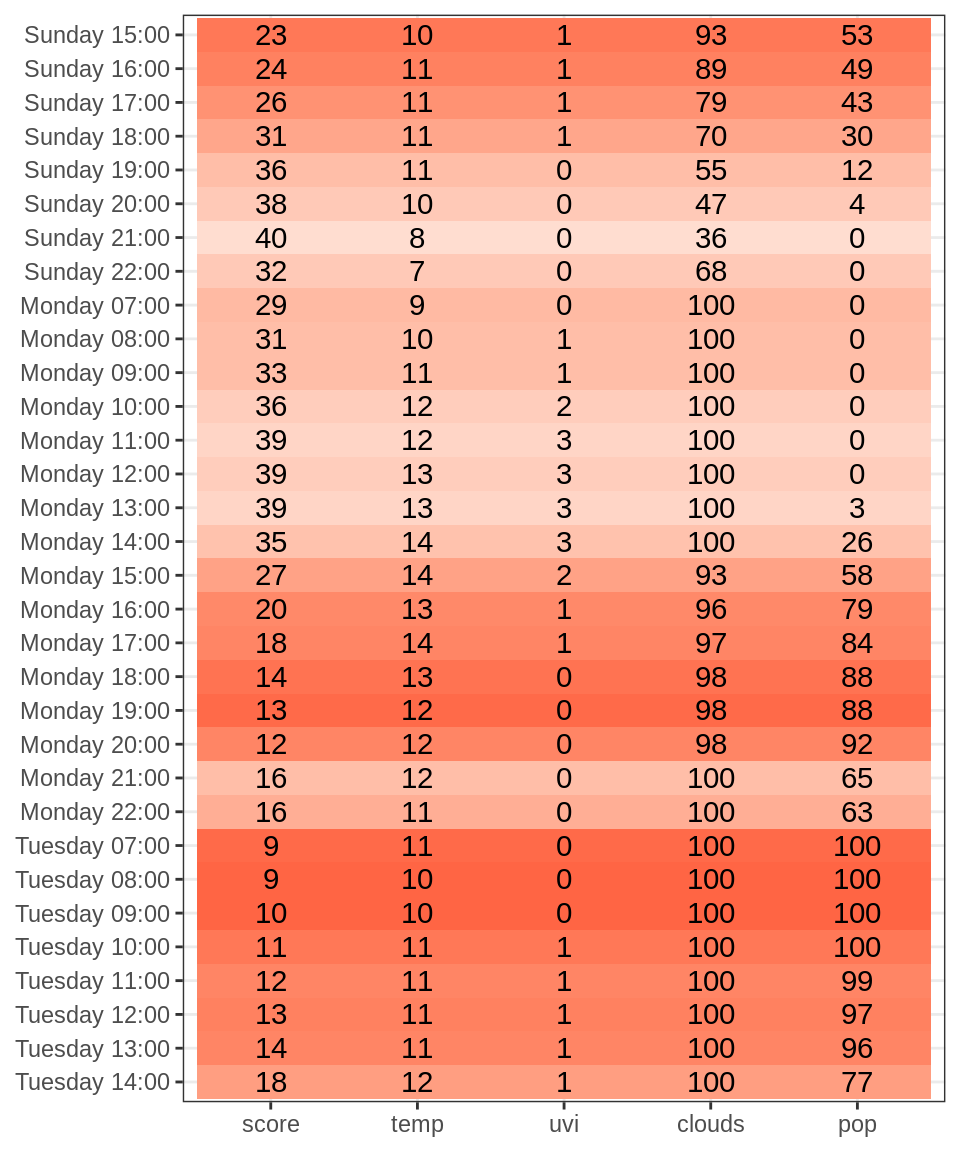 Sunday 15:00 23 10 1 93 53
Sunday 16:00 24 11 1 89 49
Sunday 17:00 26 11 1 79 43
Sunday 18:00 31 11 1 70 30
Sunday 19:00 36 11 0 55 12
Sunday 20:00 38 10 0 47 4
Sunday 21:00 40 8 0 36 0
Sunday 22:00 32 7 0 68 0
Monday 07:00 29 9 0 100 0
Monday 08:00 31 10 1 100 0
Monday 09:00 33 11 1 100 0
Monday 10:00 36 12 2 100 0
Monday 11:00 39 12 3 100 0
Monday 12:00 39 13 3 100 0
Monday 13:00 39 13 3 100 3
Monday 14:00 35 14 3 100 26
Monday 15:00 27 14 2 93 58
Monday 16:00 20 13 1 96 79
Monday 17:00 18 14 1 97 84
Monday 18:00 14 13 0 98 88
Monday 19:00 13 12 0 98 88
Monday 20:00 12 12 0 98 92
Monday 21:00 16 12 0 100 65
Monday 22:00 16 11 0 100 63
Tuesday 07:00 9 11 0 100 100
Tuesday 08:00 9 10 0 100 100
Tuesday 09:00 10 10 0 100 100
Tuesday 10:00 11 11 1 100 100
Tuesday 11:00 12 11 1 100 99
Tuesday 12:00 13 11 1 100 97
Tuesday 13:00 14 11 1 100 96
Tuesday 14:00 18 12 1 100 77
score temp uvi clouds pop